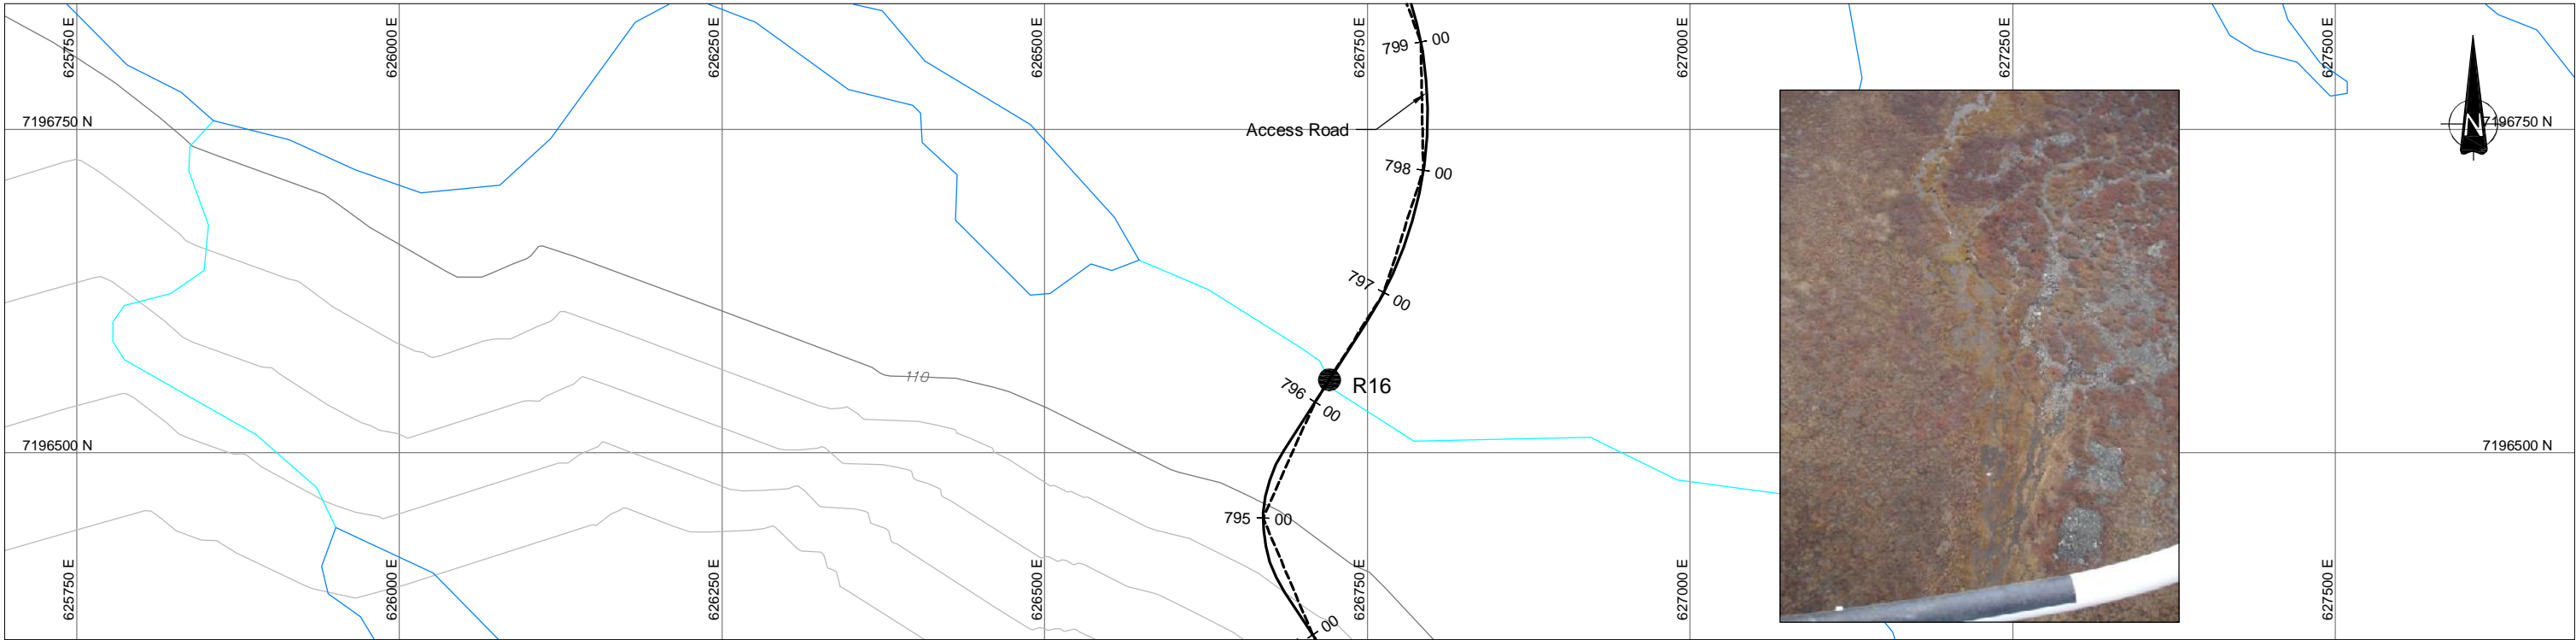 625750 E
626000 E
626250 E
626500 E
626750 E
627000 E
627250 E
627500 E
799 00
Access Road
7196750 N
N
7196750 N
798 00
797 00
110
R16
796 00
7196500 N
7196500 N
795 00
00
625750 E
626000 E
626250 E
626500 E
626750 E
627000 E
627500 E